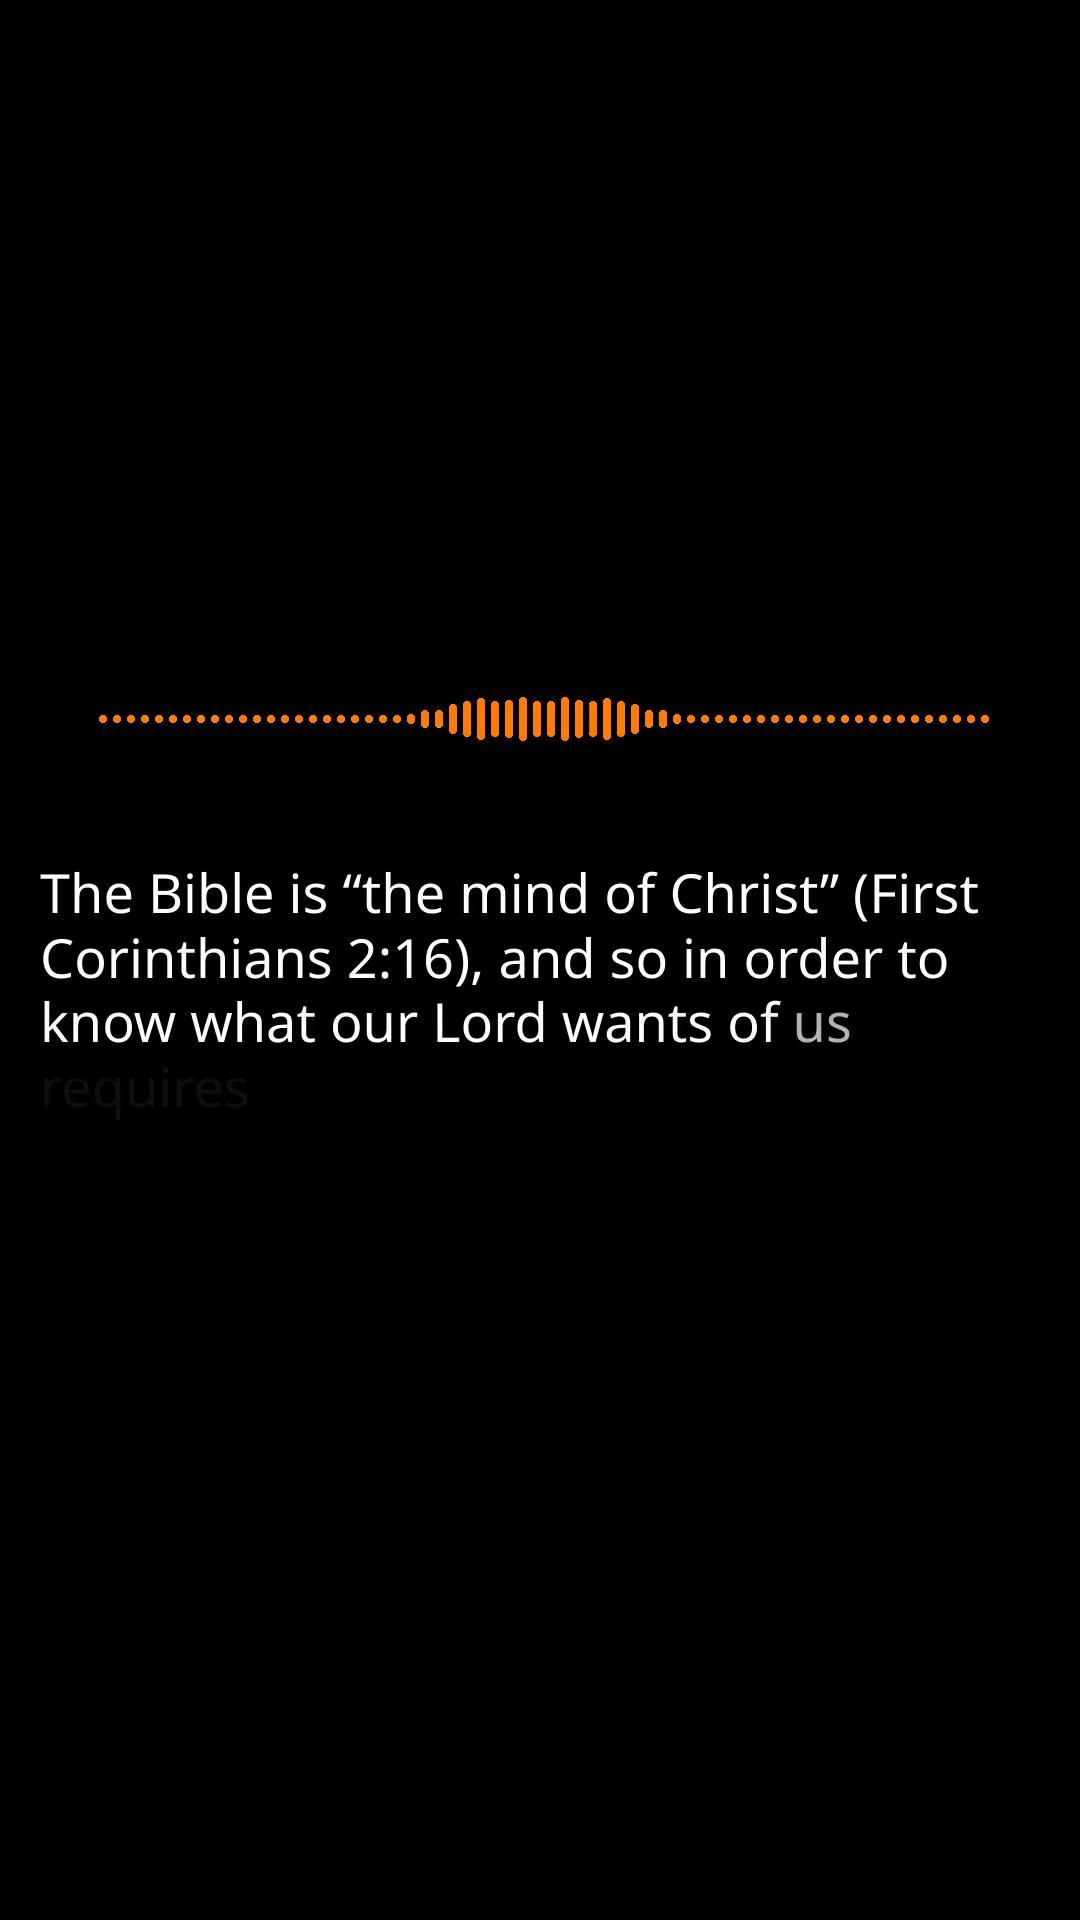 The Bible is “the mind of Christ” (First
Corinthians 2:16), and so in order to
know what our Lord wants of us
requires